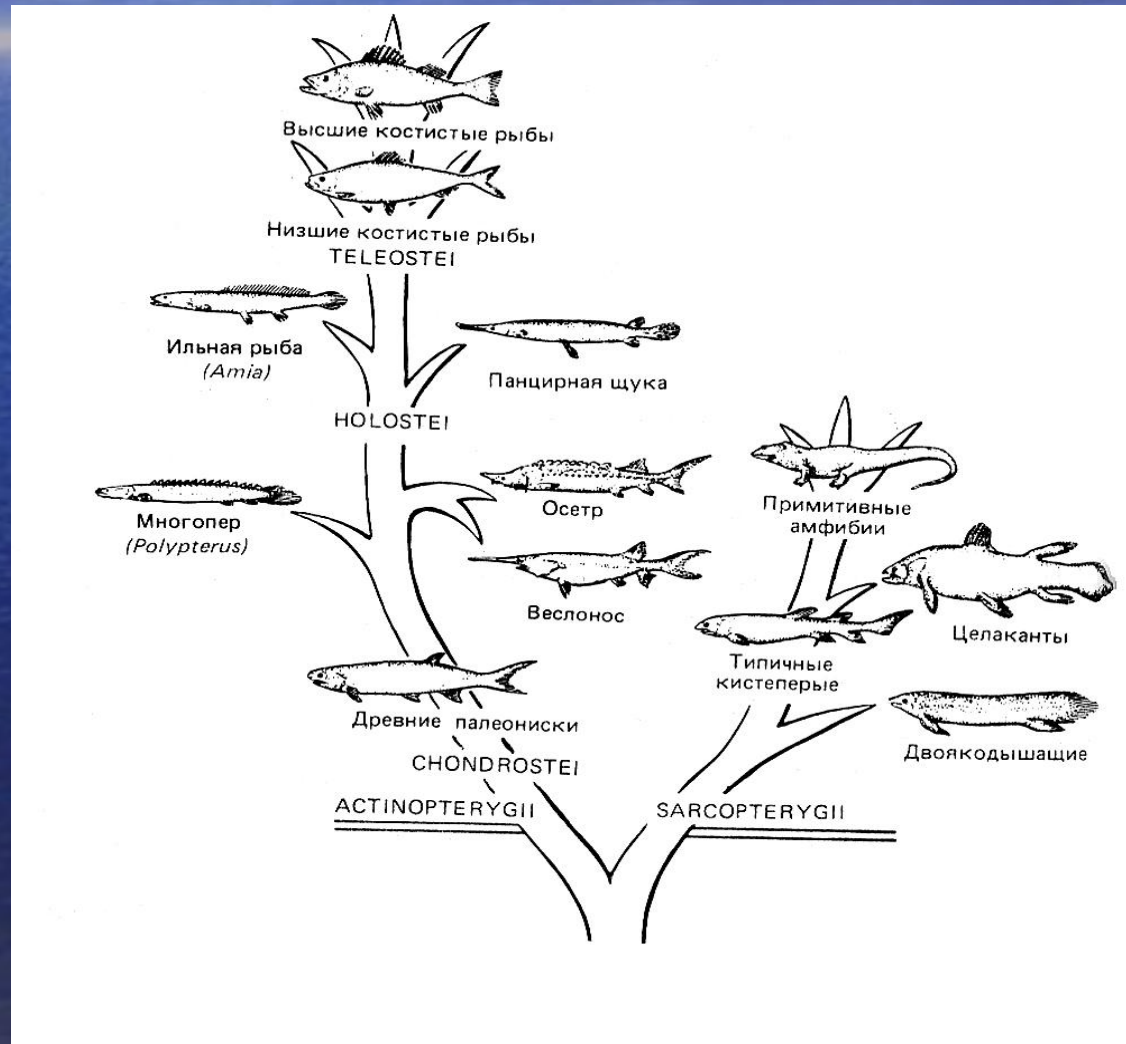 Высшие костистые рыбы
Низшие костистые рыбы
TELEOSTEI
Ильная рыба
(Amia)
Панцирная щука
HOLOSTEI
Многопер
(Polypterus)
Осетр
Веслонос
Примитивные
амфибии
Целаканты
Типичные
кистеперые
Двоякодышащие
Древние палеониски
CHONDROSTEI
ACTINOPTERYGII
SARCOPTERYGII